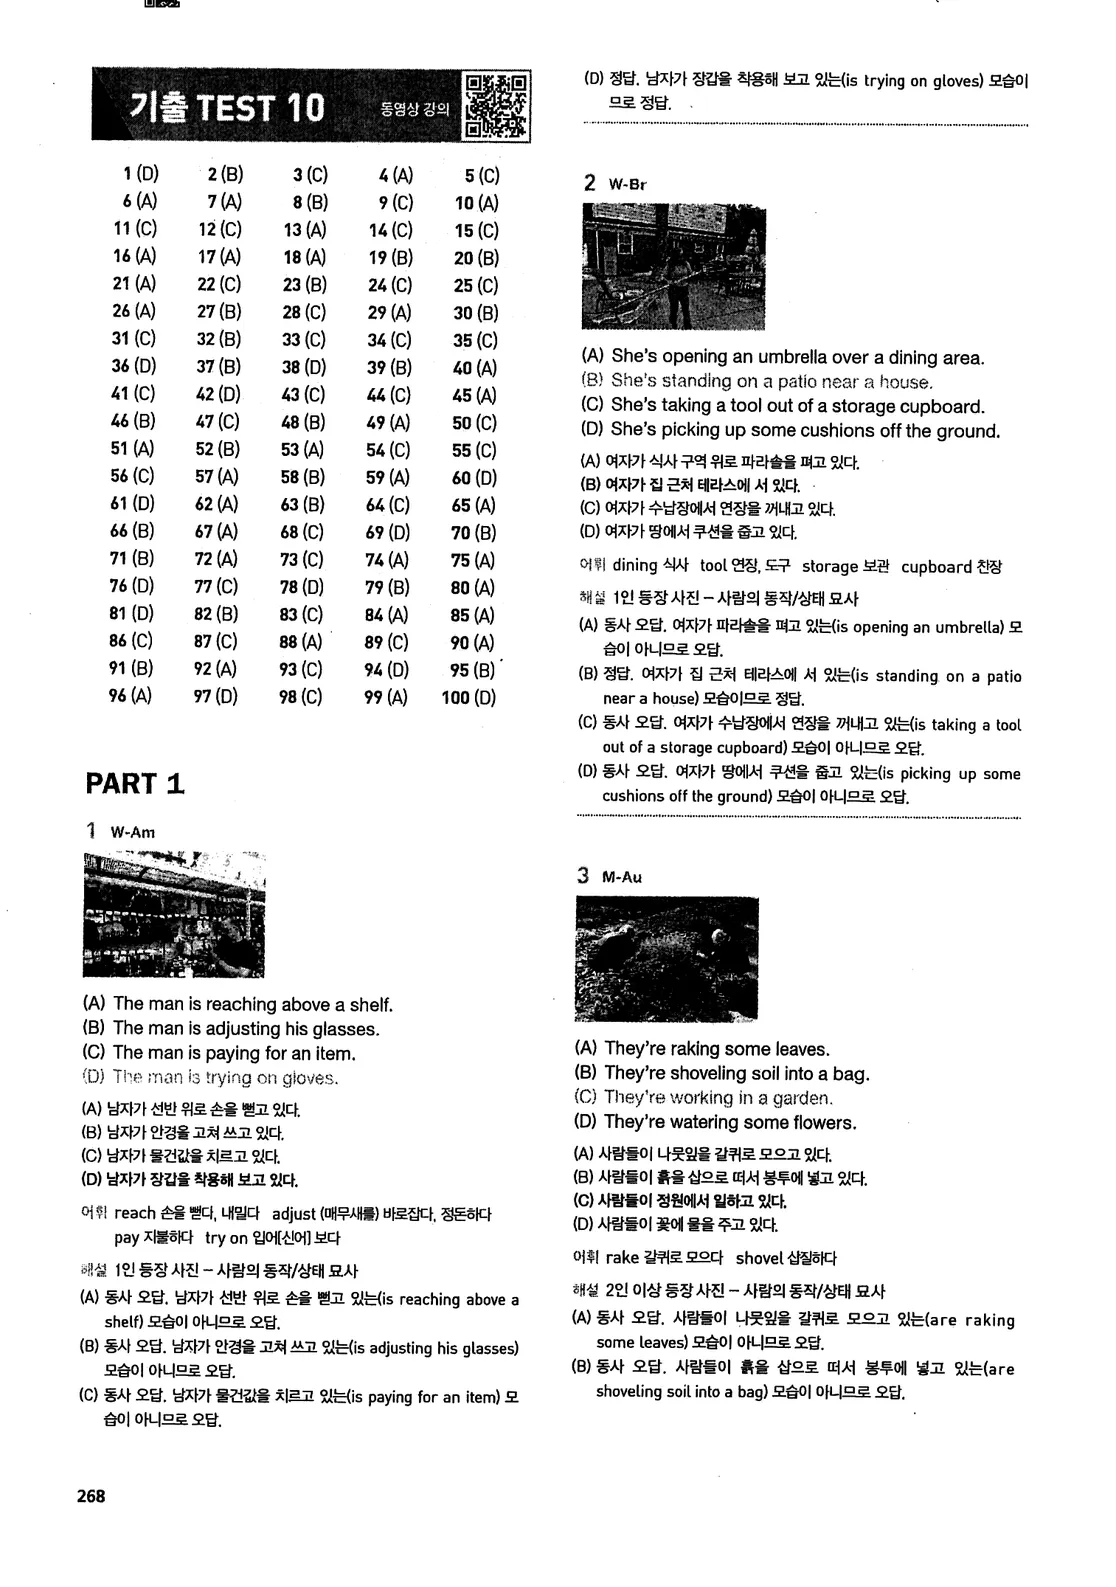 기출 TEST 10
동영상 강의
1 (D) 2 (B) 3 (C) 4 (A) 5 (C)
6 (A) 7 (A) 8 (B) 9 (C) 10 (A)
11 (C) 12 (C) 13 (A) 14 (C) 15 (C)
16 (A) 17 (A) 18 (A) 19 (B) 20 (B)
21 (A) 22 (C) 23 (B) 24 (C) 25 (C)
26 (A) 27 (B) 28 (C) 29 (A) 30 (B)
31 (C) 32 (B) 33 (C) 34 (C) 35 (C)
36 (D) 37 (B) 38 (D) 39 (B) 40 (A)
41 (C) 42 (D) 43 (C) 44 (C) 45 (A)
46 (B) 47 (C) 48 (B) 49 (A) 50 (C)
51 (A) 52 (B) 53 (A) 54 (C) 55 (C)
56 (C) 57 (A) 58 (B) 59 (A) 60 (D)
61 (D) 62 (A) 63 (B) 64 (C) 65 (A)
66 (B) 67 (A) 68 (C) 69 (D) 70 (B)
71 (B) 72 (A) 73 (C) 74 (A) 75 (A)
76 (D) 77 (C) 78 (D) 79 (B) 80 (A)
81 (D) 82 (B) 83 (C) 84 (A) 85 (A)
86 (C) 87 (C) 88 (A) 89 (C) 90 (A)
91 (B) 92 (A) 93 (C) 94 (D) 95 (B)
96 (A) 97 (D) 98 (C) 99 (A) 100 (D)
PART 1
1 W-Am
(A) The man is reaching above a shelf.
(B) The man is adjusting his glasses.
(C) The man is paying for an item.
(D) The man is trying on gloves.
(A) 남자가 선반 위로 손을 뻗고 있다.
(B) 남자가 안경을 고쳐 쓰고 있다.
(C) 남자가 물건값을 치르고 있다.
(D) 남자가 장갑을 착용해 보고 있다.
어휘 reach 손을 뻗다, 내밀다 adjust (매무새를) 바로잡다, 정돈하다
pay 지불하다 try on 입어[신어] 보다
해설 1인 등장 사진 – 사람의 동작/상태 묘사
(A) 동사 오답. 남자가 선반 위로 손을 뻗고 있는(is reaching above a
shelf) 모습이 아니므로 오답.
(B) 동사 오답. 남자가 안경을 고쳐 쓰고 있는(is adjusting his glasses)
모습이 아니므로 오답.
(C) 동사 오답. 남자가 물건값을 치르고 있는(is paying for an item) 모
습이 아니므로 오답.
268
(D) 정답. 남자가 장갑을 착용해 보고 있는(is trying on gloves) 모습이
므로 정답.
2 W-Br
(A) She's opening an umbrella over a dining area.
(B) She's standing on a patio near a house.
(C) She's taking a tool out of a storage cupboard.
(D) She's picking up some cushions off the ground.
(A) 여자가 식사 구역 위로 파라솔을 펴고 있다.
(B) 여자가 집 근처 테라스에 서 있다.
(C) 여자가 수납장에서 연장을 꺼내고 있다.
(D) 여자가 땅에서 쿠션을 줍고 있다.
어휘 dining 식사 tool 연장, 도구 storage 보관 cupboard 찬장
해설 1인 등장 사진 – 사람의 동작/상태 묘사
(A) 동사 오답. 여자가 파라솔을 펴고 있는(is opening an umbrella) 모
습이 아니므로 오답.
(B) 정답. 여자가 집 근처 테라스에 서 있는(is standing on a patio
near a house) 모습이므로 정답.
(C) 동사 오답. 여자가 수납장에서 연장을 꺼내고 있는(is taking a tool
out of a storage cupboard) 모습이 아니므로 오답.
(D) 동사 오답. 여자가 땅에서 쿠션을 줍고 있는(is picking up some
cushions off the ground) 모습이 아니므로 오답.
3 M-Au
(A) They're raking some leaves.
(B) They're shoveling soil into a bag.
(C) They're working in a garden.
(D) They're watering some flowers.
(A) 사람들이 나뭇잎을 갈퀴로 모으고 있다.
(B) 사람들이 흙을 삽으로 떠서 봉투에 넣고 있다.
(C) 사람들이 정원에서 일하고 있다.
(D) 사람들이 꽃에 물을 주고 있다.
어휘 rake 갈퀴로 모으다 shovel 삽질하다
해설 2인 이상 등장 사진 – 사람의 동작/상태 묘사
(A) 동사 오답. 사람들이 나뭇잎을 갈퀴로 모으고 있는(are raking
some leaves) 모습이 아니므로 오답.
(B) 동사 오답. 사람들이 흙을 삽으로 떠서 봉투에 넣고 있는(are
shoveling soil into a bag) 모습이 아니므로 오답.